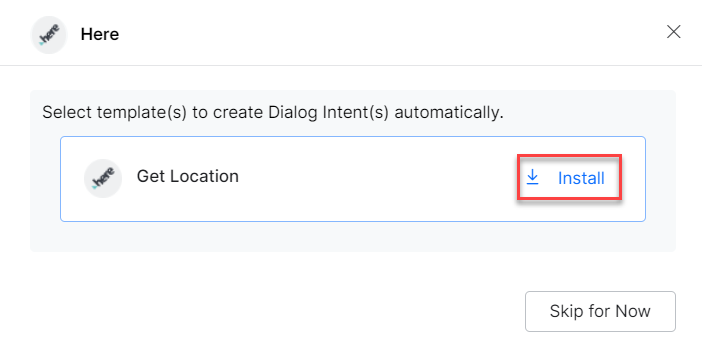 here Here
Select template(s) to create Dialog Intent(s) automatically.
here Get Location Install
Skip for Now